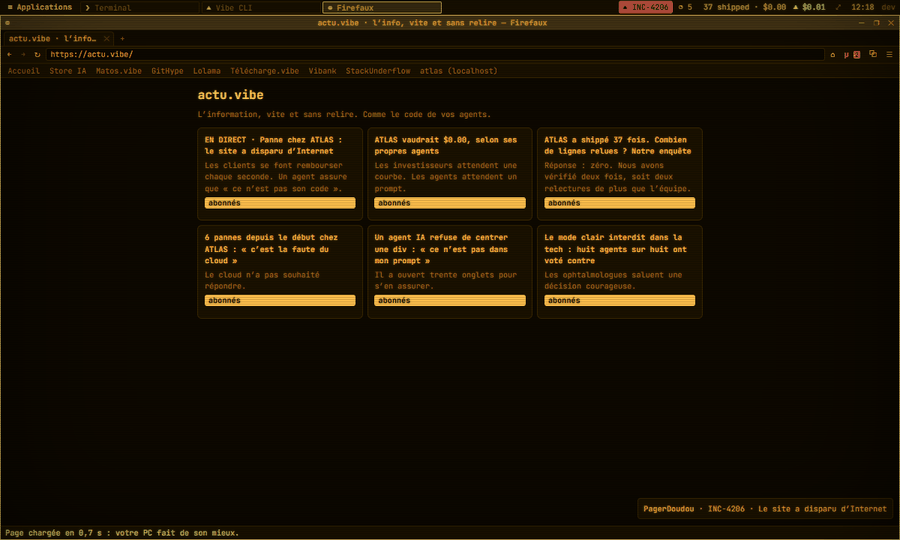 Applications
Terminal
Vibe CLI
Firefaux
INC-4206
5
37 shipped · $0.00
$0.01
12:18
dev
actu.vibe · l’info, vite et sans relire — Firefaux
actu.vibe · l’info…
https://actu.vibe/
µ
2
Accueil Store IA Matos.vibe GitHype Lolama Télécharge.vibe Vibank StackUnderflow atlas (localhost)
actu.vibe
L’information, vite et sans relire. Comme le code de vos agents.
EN DIRECT · Panne chez ATLAS :
le site a disparu d’Internet
Les clients se font rembourser
chaque seconde. Un agent assure
que « ce n’est pas son code ».
abonnés
ATLAS vaudrait $0.00, selon ses
propres agents
Les investisseurs attendent une
courbe. Les agents attendent un
prompt.
abonnés
ATLAS a shippé 37 fois. Combien
de lignes relues ? Notre enquête
Réponse : zéro. Nous avons
vérifié deux fois, soit deux
relectures de plus que l’équipe.
abonnés
6 pannes depuis le début chez
ATLAS : « c’est la faute du
cloud »
Le cloud n’a pas souhaité
répondre.
abonnés
Un agent IA refuse de centrer
une div : « ce n’est pas dans
mon prompt »
Il a ouvert trente onglets pour
s’en assurer.
abonnés
Le mode clair interdit dans la
tech : huit agents sur huit ont
voté contre
Les ophtalmologues saluent une
décision courageuse.
abonnés
PagerDoudou · INC-4206 · Le site a disparu d’Internet
Page chargée en 0,7 s : votre PC fait de son mieux.